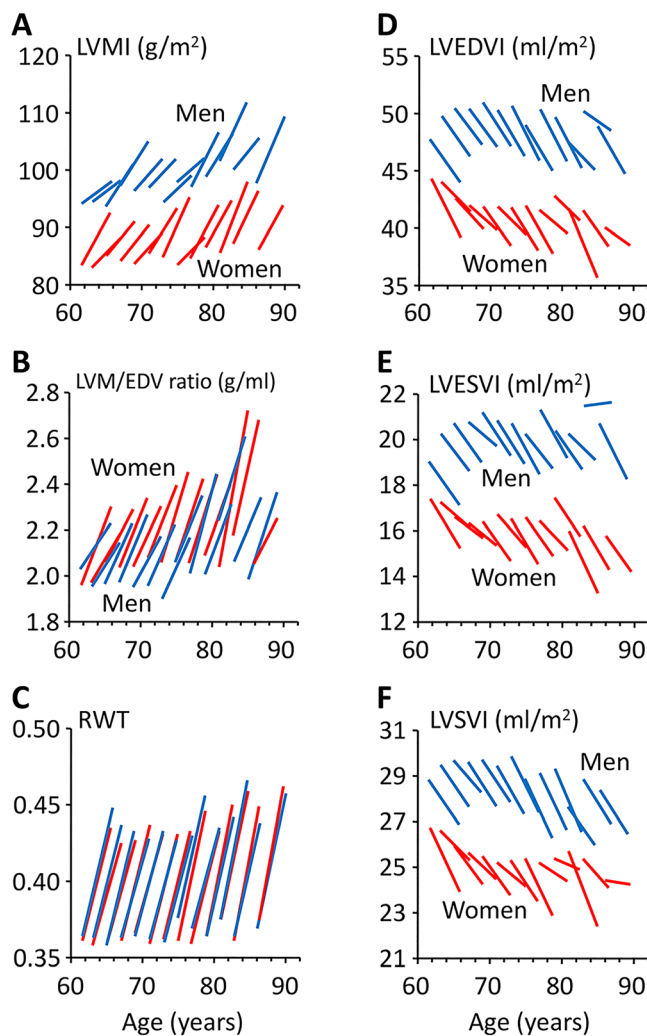 A
LVMI (g/m²)
120
110
100
90
80
Men
Women
60 70 80 90
B
LVM/EDV ratio (g/ml)
2.8
2.6
2.4
2.2
2.0
1.8
Women
Men
60 70 80 90
C
RWT
0.50
0.45
0.40
0.35
60 70 80 90
Age (years)
D
LVEDVI (ml/m²)
55
50
45
40
35
Men
Women
60 70 80 90
E
LVESVI (ml/m²)
22
20
18
16
14
12
Men
Women
60 70 80 90
F
LVSVI (ml/m²)
31
29
27
25
23
21
Men
Women
60 70 80 90
Age (years)